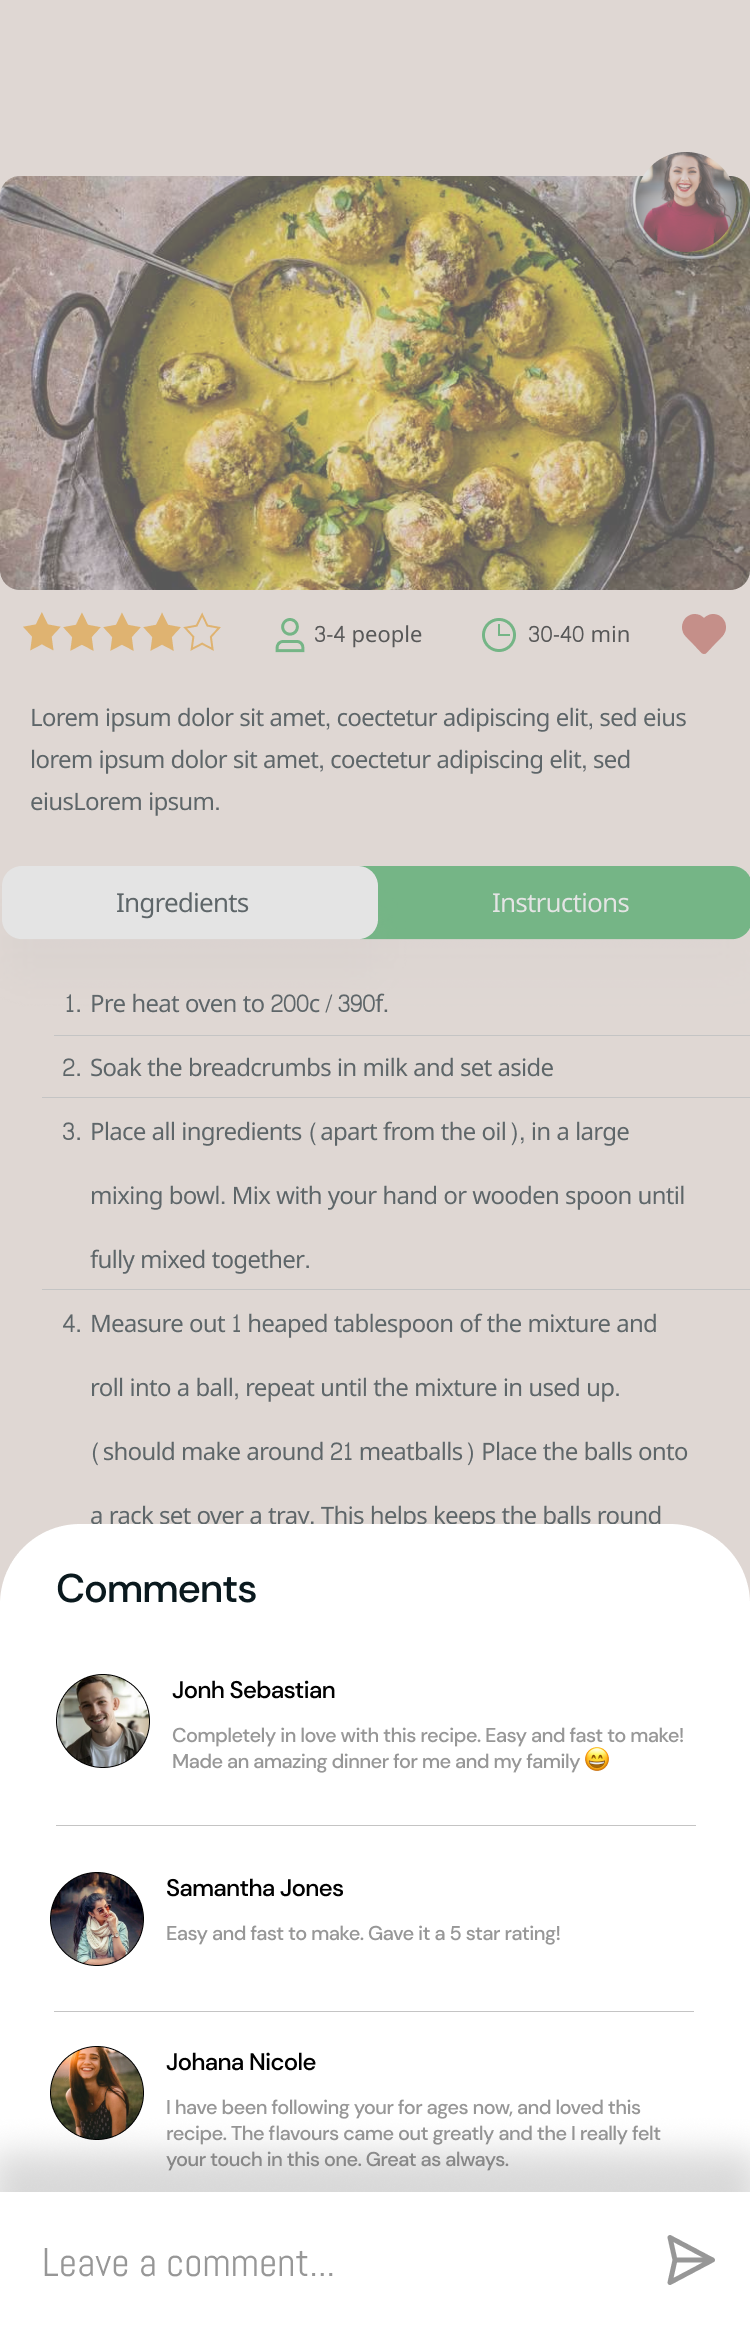 3-4 people
30-40 min
Lorem ipsum dolor sit amet, coectetur adipiscing elit, sed eius
lorem ipsum dolor sit amet, coectetur adipiscing elit, sed
eiusLorem ipsum.
Ingredients
Instructions
1. Pre heat oven to 200c / 390f.
2. Soak the breadcrumbs in milk and set aside
3. Place all ingredients (apart from the oil), in a large
mixing bowl. Mix with your hand or wooden spoon until
fully mixed together.
4. Measure out 1 heaped tablespoon of the mixture and
roll into a ball, repeat until the mixture in used up.
(should make around 21 meatballs) Place the balls onto
a rack set over a tray. This helps keeps the balls round
Comments
Jonh Sebastian
Completely in love with this recipe. Easy and fast to make!
Made an amazing dinner for me and my family 😄
Samantha Jones
Easy and fast to make. Gave it a 5 star rating!
Johana Nicole
I have been following your for ages now, and loved this
recipe. The flavours came out greatly and the I really felt
your touch in this one. Great as always.
Leave a comment...